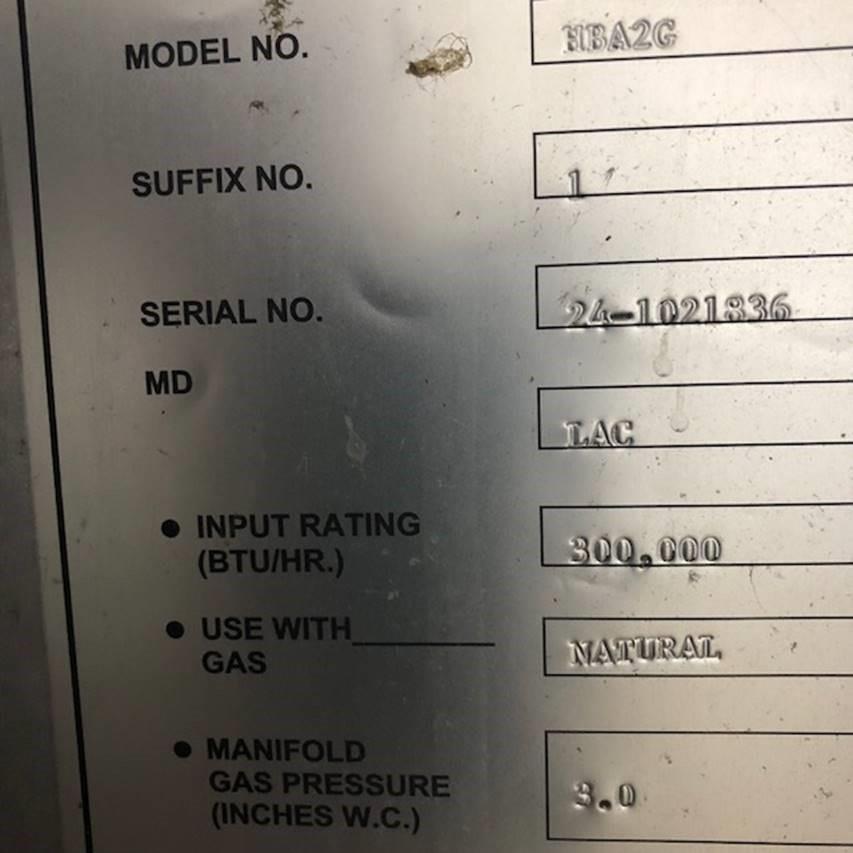 MODEL NO. HBA2G
SUFFIX NO. 1
SERIAL NO. 24-1021836
MD
LAC
INPUT RATING 300,000
(BTU/HR.)
USE WITH________ NATURAL
GAS
MANIFOLD
GAS PRESSURE 3.0
(INCHES W.C.)